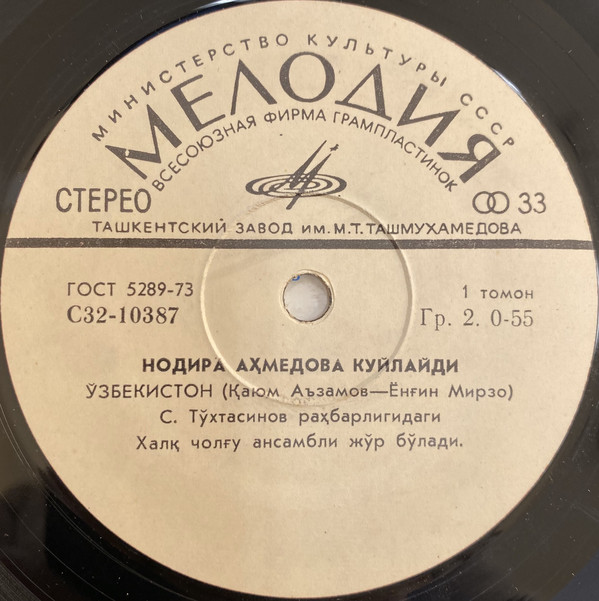 МИНИСТЕРСТВО КУЛЬТУРЫ СССР
МЕЛОДИЯ
ВСЕСОЮЗНАЯ ФИРМА ГРАМПЛАСТИНОК
СТЕРЕО
33
ТАШКЕНТСКИЙ ЗАВОД ИМ. М.Т. ТАШМУХАМЕДОВА
ГОСТ 5289-73
1 томон
С32-10387
Гр. 2. 0-55
НОДИРА АҲМЕДОВА КУЙЛАЙДИ
ЎЗБЕКИСТОН (Қаюм Аъзамов—Ёнғин Мирзо)
С. Тўхтасинов раҳбарлигидаги
Халқ чолғу ансамбли жўр бўлади.